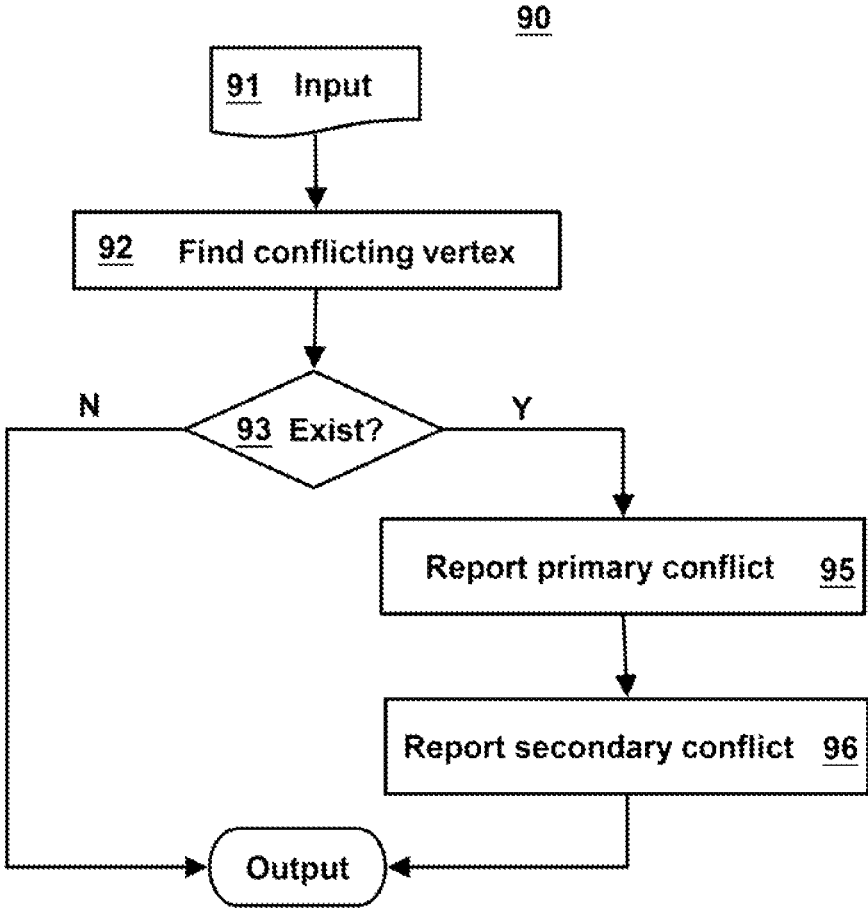 90
91 Input
92 Find conflicting vertex
N
93 Exist?
Y
Report primary conflict 95
Report secondary conflict 96
Output